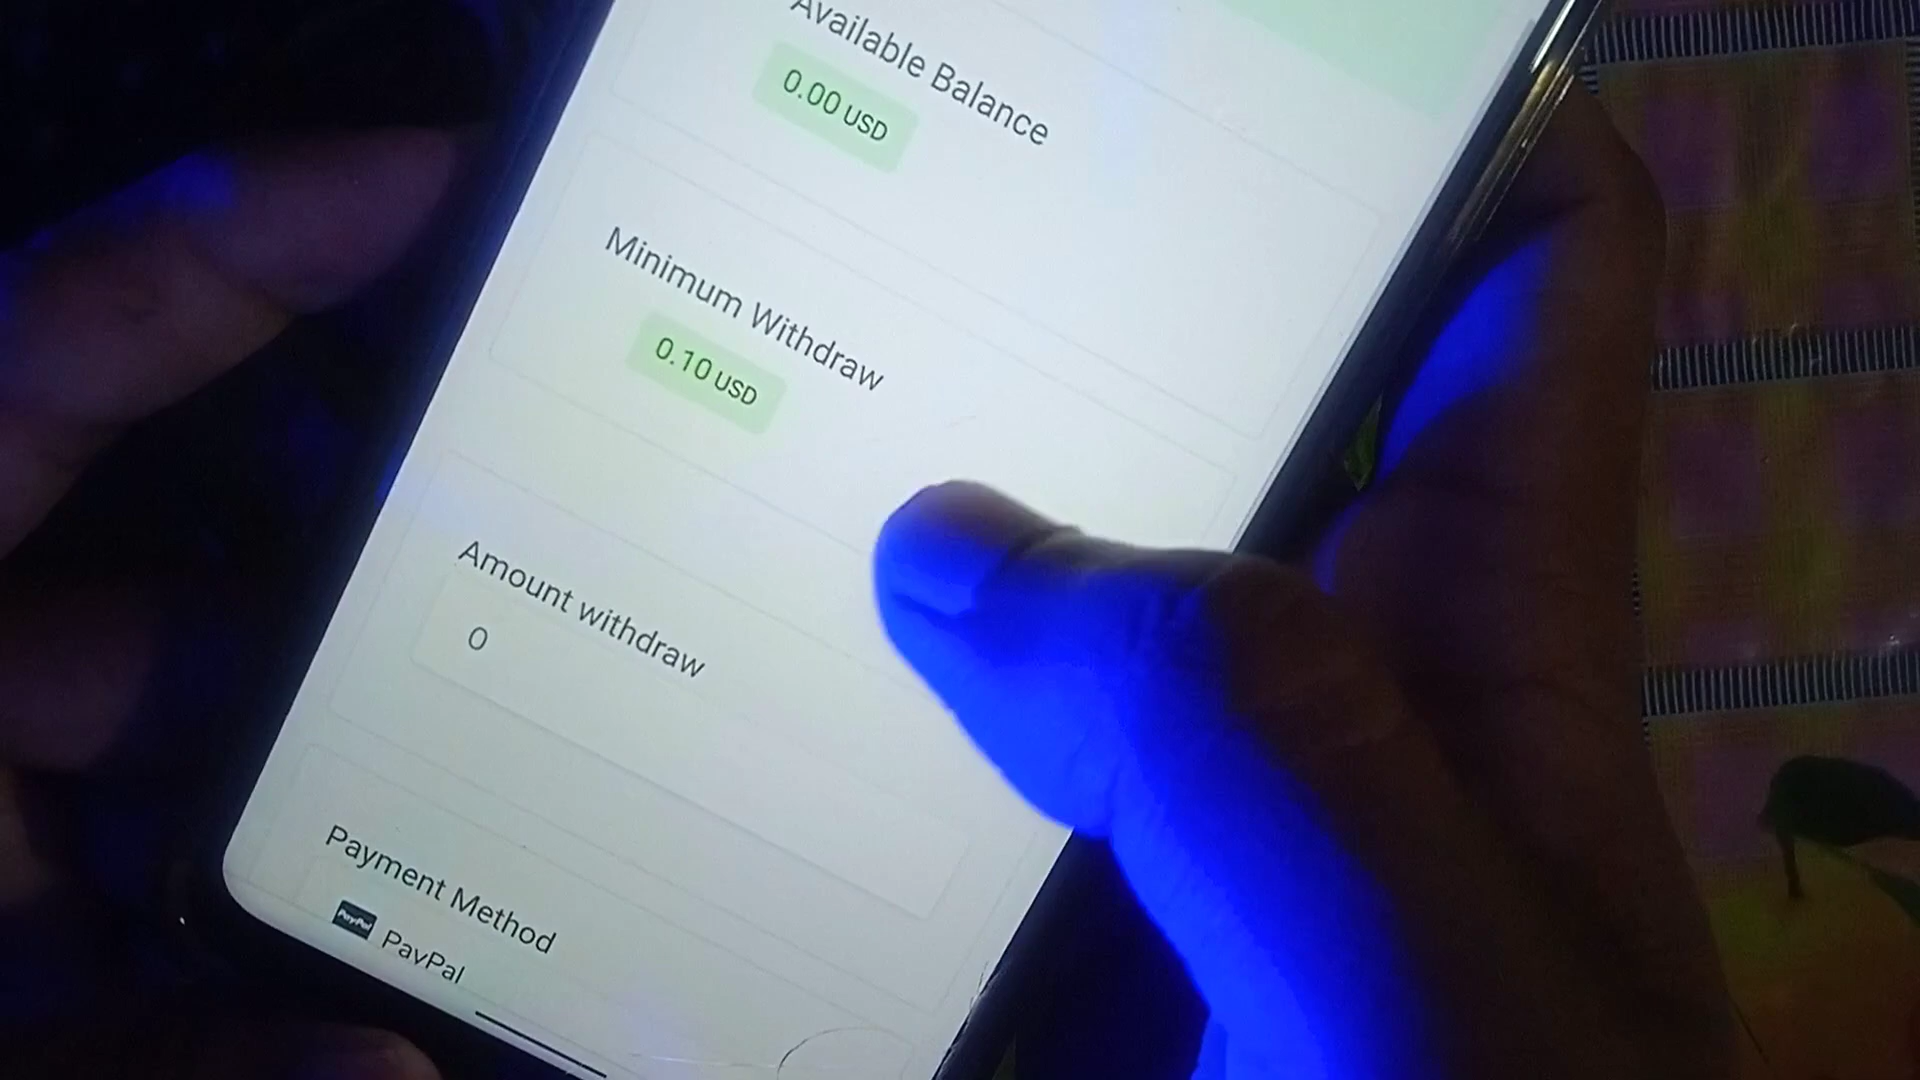 Available Balance
0.00 USD
Minimum Withdraw
0.10 USD
Amount withdraw
0
Payment Method
PayPal PayPal